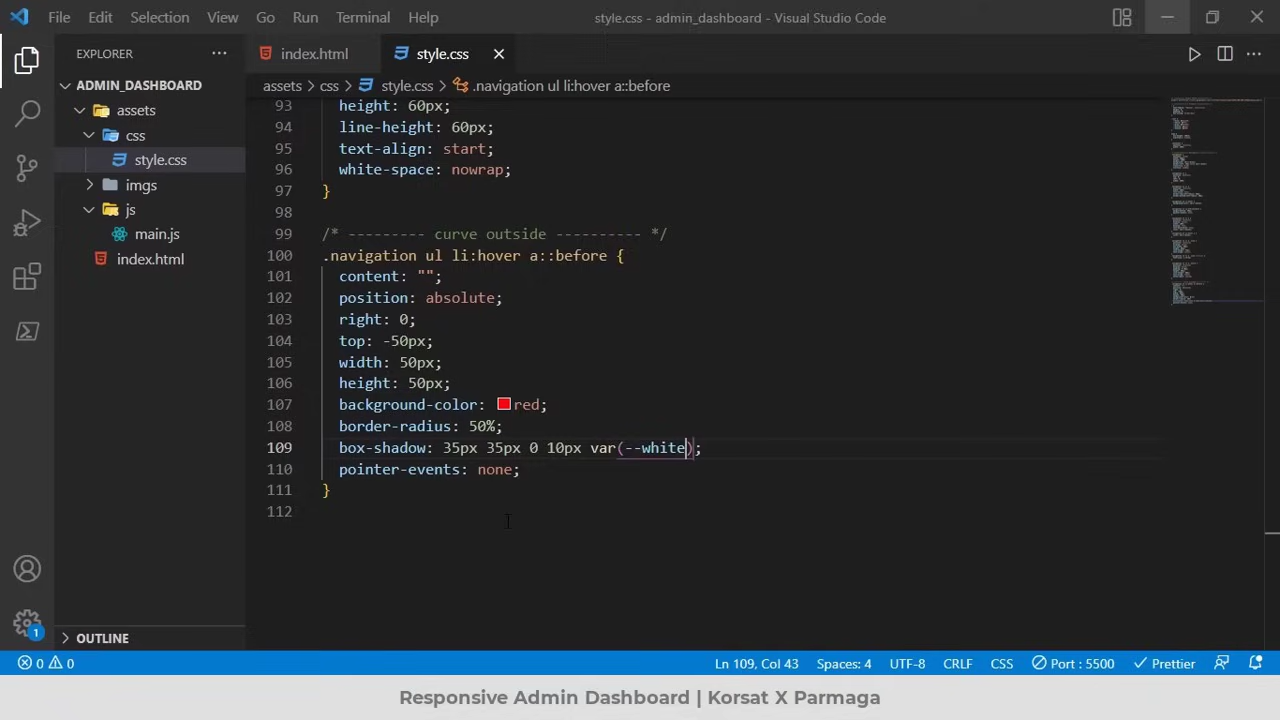 File Edit Selection View Go Run Terminal Help style.css - admin_dashboard - Visual Studio Code
EXPLORER
index.html
style.css
ADMIN_DASHBOARD
assets
css
style.css
imgs
js
main.js
index.html
OUTLINE
assets > css > style.css > .navigation ul li:hover a::before
93 height: 60px;
94 line-height: 60px;
95 text-align: start;
96 white-space: nowrap;
97 }
98
99 /* --------- curve outside ---------- */
100 .navigation ul li:hover a::before {
101 content: "";
102 position: absolute;
103 right: 0;
104 top: -50px;
105 width: 50px;
106 height: 50px;
107 background-color: red;
108 border-radius: 50%;
109 box-shadow: 35px 35px 0 10px var(--white);
110 pointer-events: none;
111 }
112
1
0 0 Ln 109, Col 43 Spaces: 4 UTF-8 CRLF CSS Port : 5500 Prettier
Responsive Admin Dashboard | Korsat X Parmaga